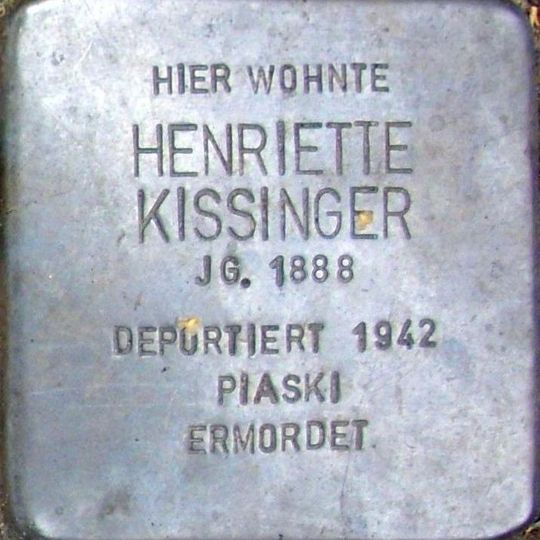 HIER WOHNTE
HENRIETTE
KISSINGER
JG. 1888
DEPORTIERT 1942
PIASKI
ERMORDET